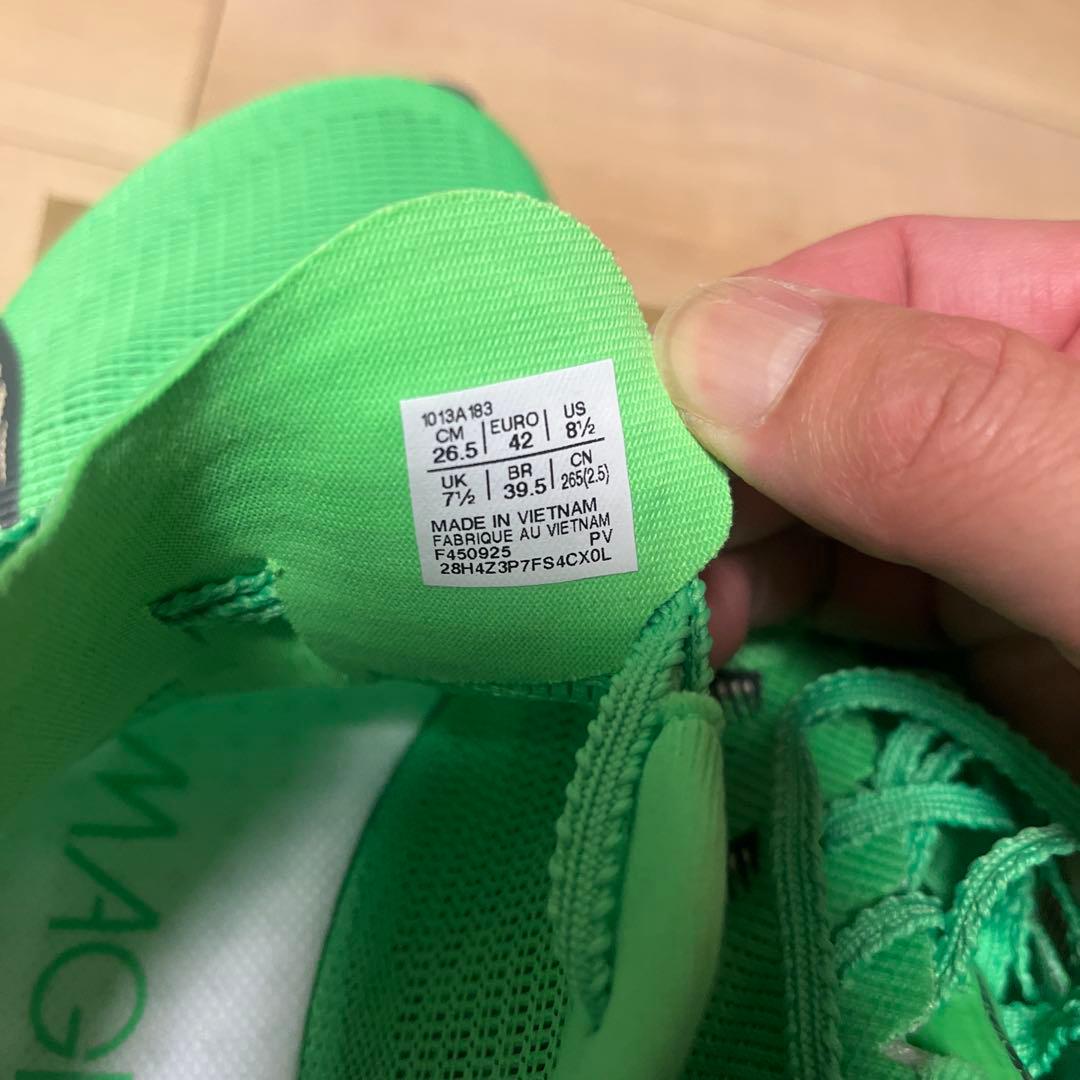 1013A183
CM EURO US
26.5 42 8½
UK BR CN
7½ 39.5 265(2.5)
MADE IN VIETNAM
FABRIQUE AU VIETNAM
F450925 PV
28H4Z3P7FS4CX0L
MAGI